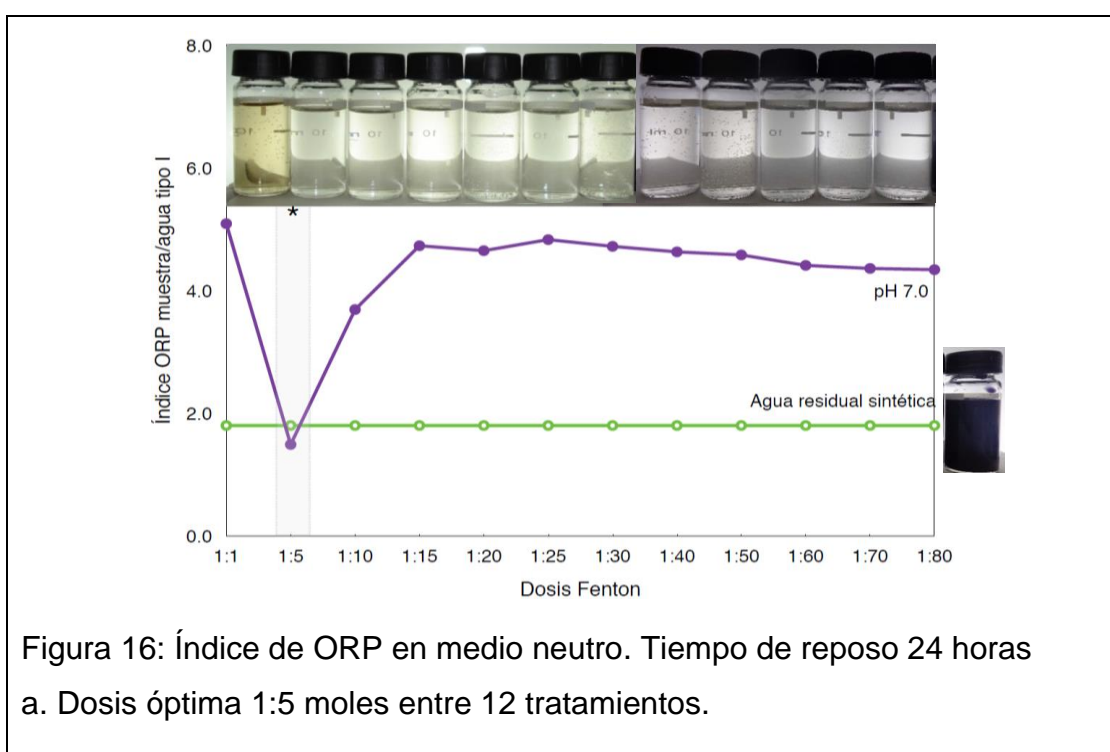 8.0
6.0
4.0
2.0
0.0
Índice ORP muestra/agua tipo I
*
pH 7.0
Agua residual sintética
1:1 1:5 1:10 1:15 1:20 1:25 1:30 1:40 1:50 1:60 1:70 1:80
Dosis Fenton
Figura 16: Índice de ORP en medio neutro. Tiempo de reposo 24 horas
a. Dosis óptima 1:5 moles entre 12 tratamientos.